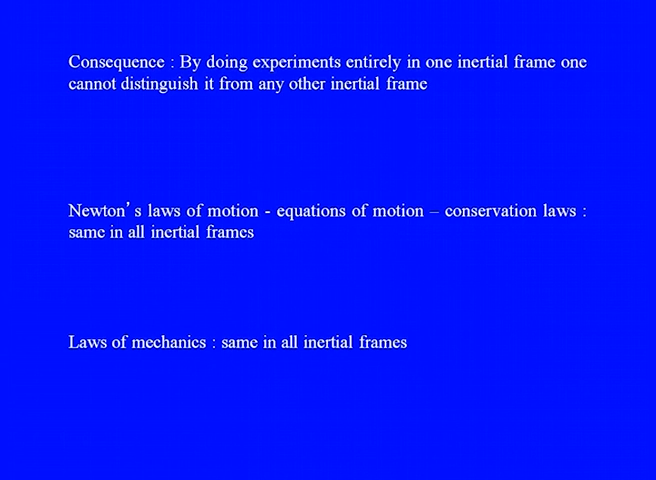 Consequence : By doing experiments entirely in one inertial frame one
cannot distinguish it from any other inertial frame
Newton’s laws of motion - equations of motion – conservation laws :
same in all inertial frames
Laws of mechanics : same in all inertial frames